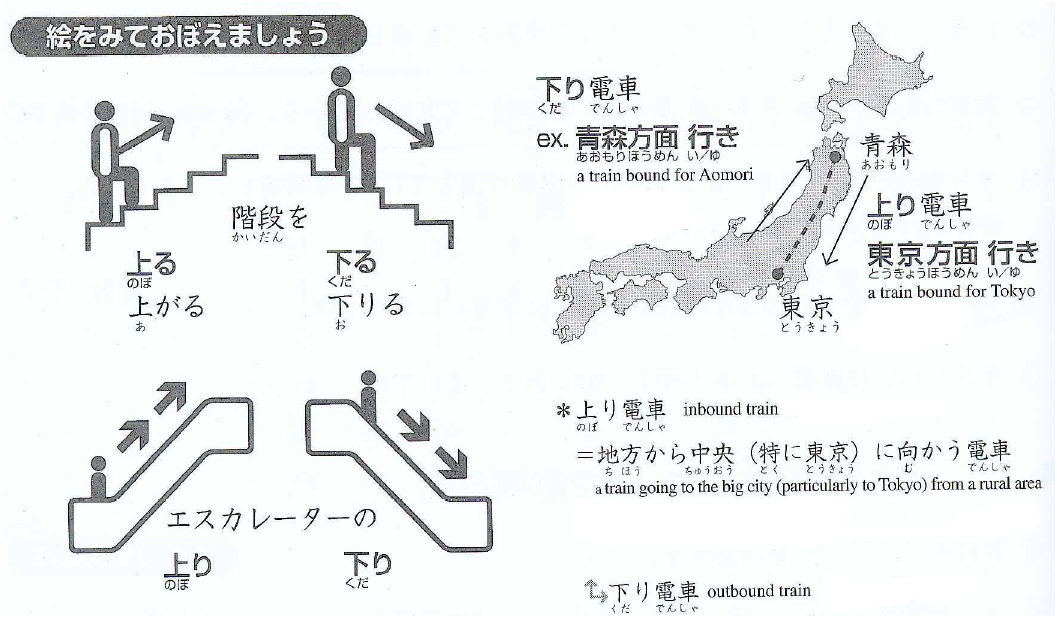 絵をみておぼえましょう
階段を
かいだん
上る
のぼ
上がる
あ
下る
くだ
下りる
お
エスカレーターの
上り
のぼ
下り
くだ
下り電車
くだ でんしゃ
ex. 青森方面 行き
あおもりほうめん い/ゆ
a train bound for Aomori
青森
あおもり
上り電車
のぼ でんしゃ
東京方面 行き
とうきょうほうめん い/ゆ
a train bound for Tokyo
東京
とうきょう
*上り電車 inbound train
のぼ でんしゃ
=地方から中央(特に東京)に向かう電車
ちほう ちゅうおう とく とうきょう む でんしゃ
a train going to the big city (particularly to Tokyo) from a rural area
下り電車 outbound train
くだ でんしゃ